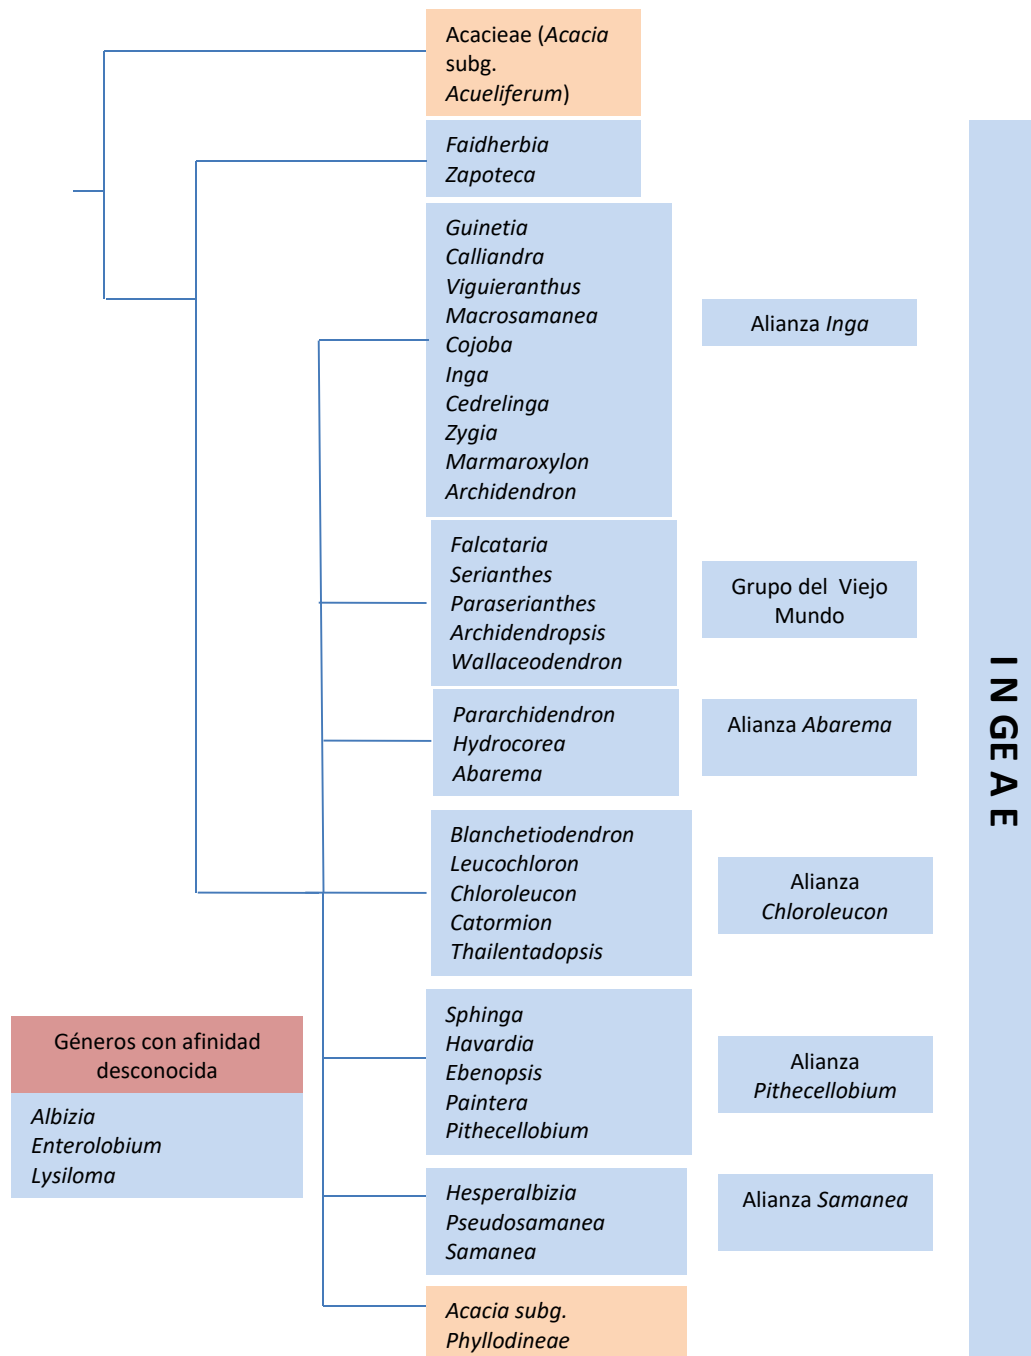 Acacieae (Acacia
subg.
Acueliferum)
Faidherbia
Zapoteca
Guinetia
Calliandra
Viguieranthus
Macrosamanea
Cojoba
Inga
Cedrelinga
Zygia
Marmaroxylon
Archidendron
Alianza Inga
Falcataria
Serianthes
Paraserianthes
Archidendropsis
Wallaceodendron
Grupo del Viejo
Mundo
Pararchidendron
Hydrocorea
Abarema
Alianza Abarema
Blanchetiodendron
Leucochloron
Chloroleucon
Catormion
Thailentadopsis
Alianza
Chloroleucon
Sphinga
Havardia
Ebenopsis
Paintera
Pithecellobium
Alianza
Pithecellobium
Hesperalbizia
Pseudosamanea
Samanea
Alianza Samanea
Acacia subg.
Phyllodineae
Géneros con afinidad
desconocida
Albizia
Enterolobium
Lysiloma
INGEAE